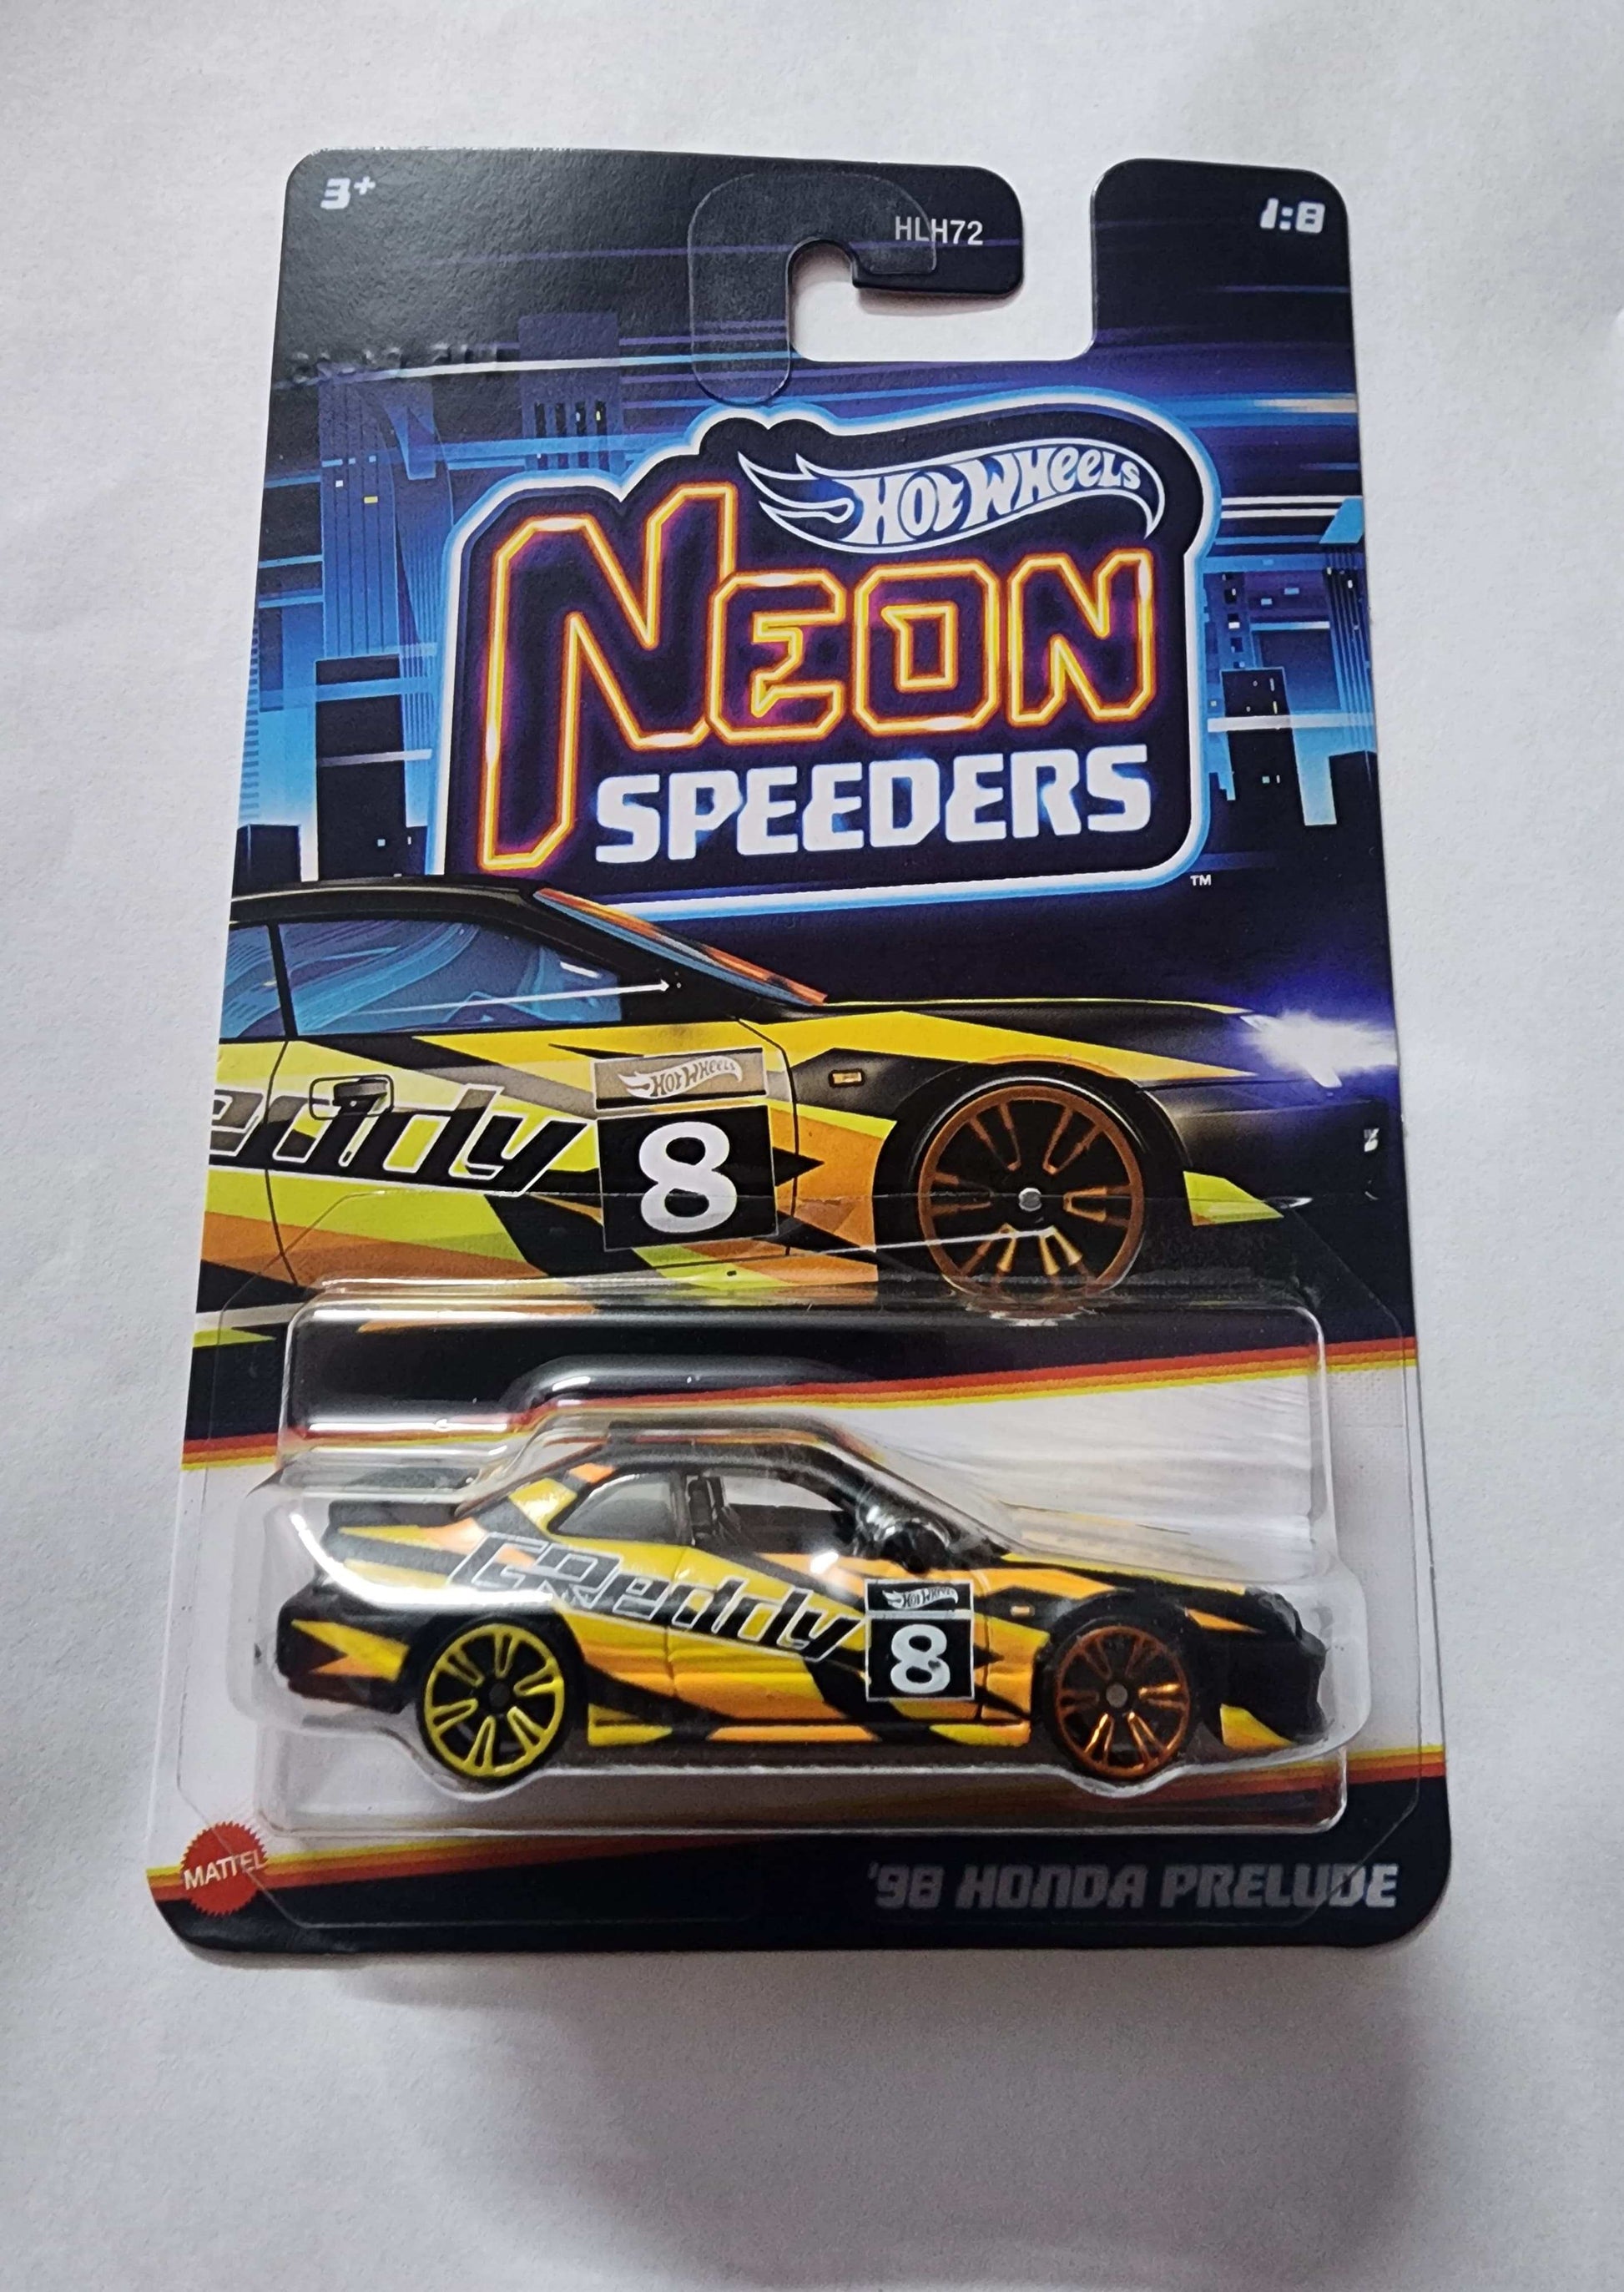 3+
HLH72
1:8
Hot Wheels
NEON
SPEEDERS
TM
eddy
Hot Wheels
8
GReddy
Hot Wheels
8
MATTEL
'98 HONDA PRELUDE